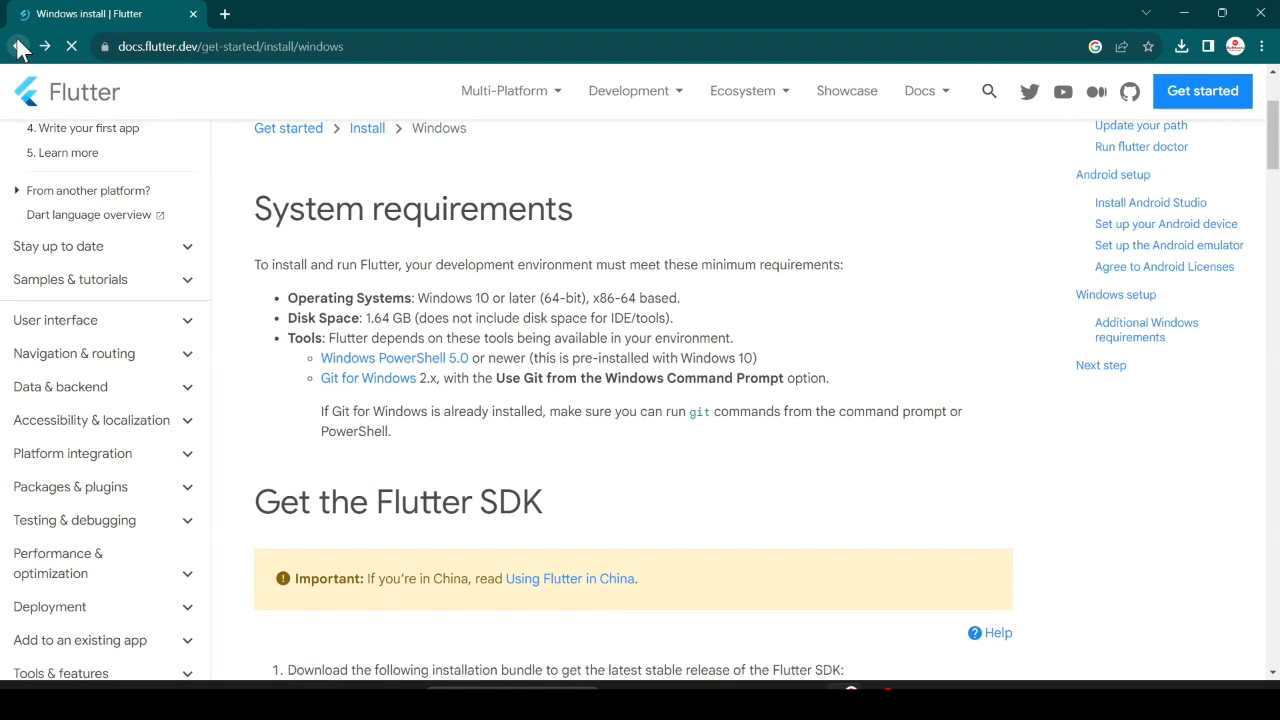 Windows install | Flutter
docs.flutter.dev/get-started/install/windows
Flutter
Multi-Platform
Development
Ecosystem
Showcase
Docs
Get started
4. Write your first app
5. Learn more
From another platform?
Dart language overview
Stay up to date
Samples & tutorials
User interface
Navigation & routing
Data & backend
Accessibility & localization
Platform integration
Packages & plugins
Testing & debugging
Performance &
optimization
Deployment
Add to an existing app
Tools & features
Get started > Install > Windows
System requirements
To install and run Flutter, your development environment must meet these minimum requirements:
• Operating Systems: Windows 10 or later (64-bit), x86-64 based.
• Disk Space: 1.64 GB (does not include disk space for IDE/tools).
• Tools: Flutter depends on these tools being available in your environment.
◦ Windows PowerShell 5.0 or newer (this is pre-installed with Windows 10)
◦ Git for Windows 2.x, with the Use Git from the Windows Command Prompt option.
If Git for Windows is already installed, make sure you can run git commands from the command prompt or
PowerShell.
Get the Flutter SDK
Important: If you're in China, read Using Flutter in China.
Help
1. Download the following installation bundle to get the latest stable release of the Flutter SDK:
Update your path
Run flutter doctor
Android setup
Install Android Studio
Set up your Android device
Set up the Android emulator
Agree to Android Licenses
Windows setup
Additional Windows
requirements
Next step